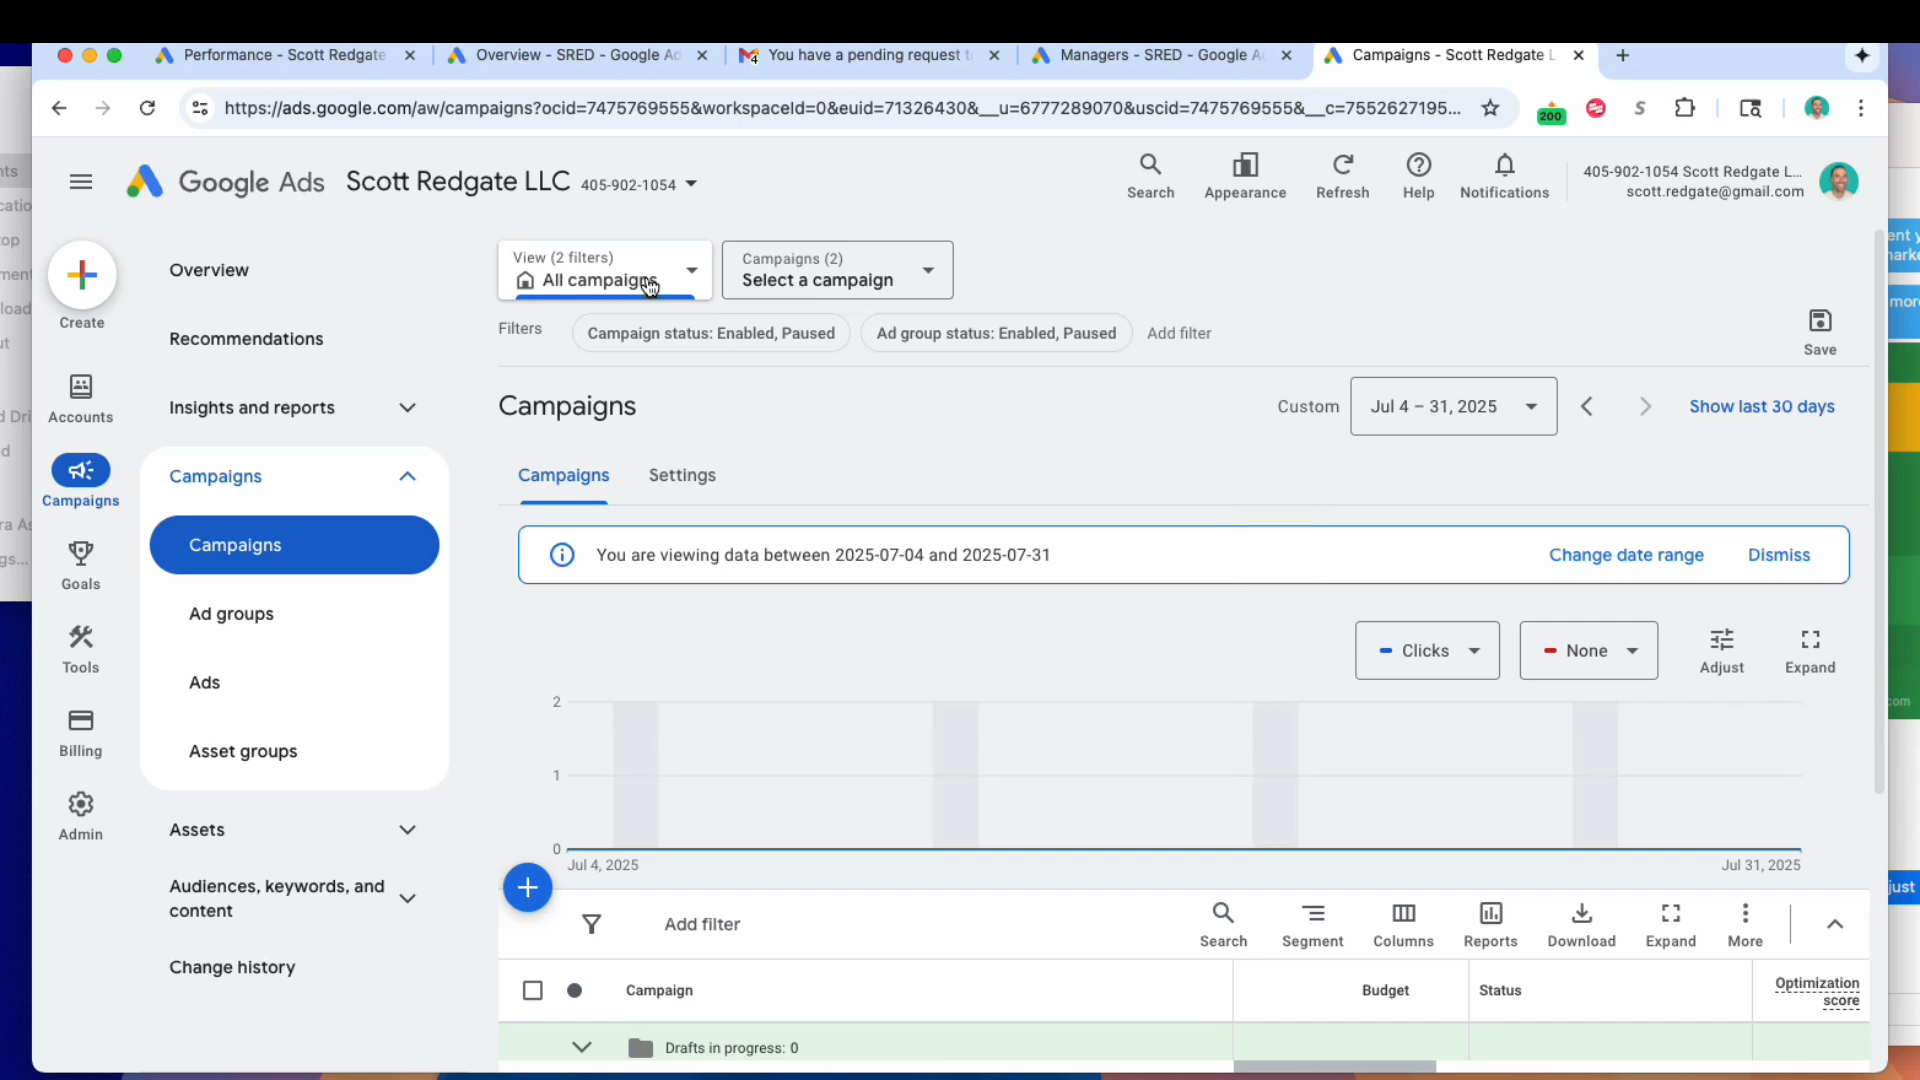 Performance - Scott Redgate
Overview - SRED - Google Ad
You have a pending request t
Managers - SRED - Google A
Campaigns - Scott Redgate L
https://ads.google.com/aw/campaigns?ocid=7475769555&workspaceId=0&euid=71326430&__u=6777289070&uscid=7475769555&__c=7552627195...
200
S
Google Ads
Scott Redgate LLC 405-902-1054
Search
Appearance
Refresh
Help
Notifications
405-902-1054 Scott Redgate L...
scott.redgate@gmail.com
Create
Accounts
Campaigns
Goals
Tools
Billing
Admin
Overview
Recommendations
Insights and reports
Campaigns
Campaigns
Ad groups
Ads
Asset groups
Assets
Audiences, keywords, and
content
Change history
View (2 filters)
All campaigns
Campaigns (2)
Select a campaign
Filters
Campaign status: Enabled, Paused
Ad group status: Enabled, Paused
Add filter
Save
Campaigns
Custom
Jul 4 – 31, 2025
Show last 30 days
Campaigns
Settings
You are viewing data between 2025-07-04 and 2025-07-31
Change date range
Dismiss
Clicks
None
Adjust
Expand
2
1
0
Jul 4, 2025
Jul 31, 2025
Add filter
Search
Segment
Columns
Reports
Download
Expand
More
Campaign
Budget
Status
Optimization
score
Drafts in progress: 0